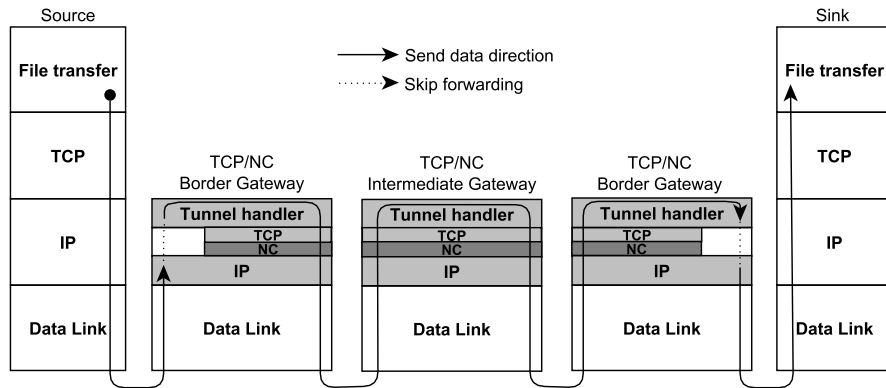 Source
Sink
Send data direction
Skip forwarding
File transfer
TCP
IP
Data Link
TCP/NC
Border Gateway
Tunnel handler
TCP
NC
IP
Data Link
TCP/NC
Intermediate Gateway
Tunnel handler
TCP
NC
IP
Data Link
TCP/NC
Border Gateway
Tunnel handler
TCP
NC
IP
Data Link
File transfer
TCP
IP
Data Link